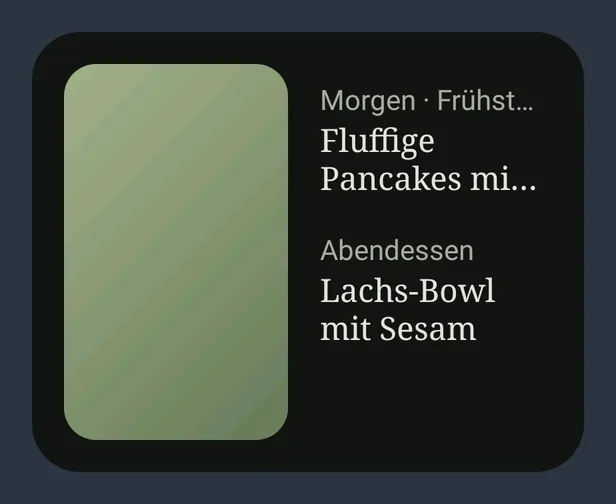 Morgen · Frühst…
Fluffige
Pancakes mi…
Abendessen
Lachs-Bowl
mit Sesam